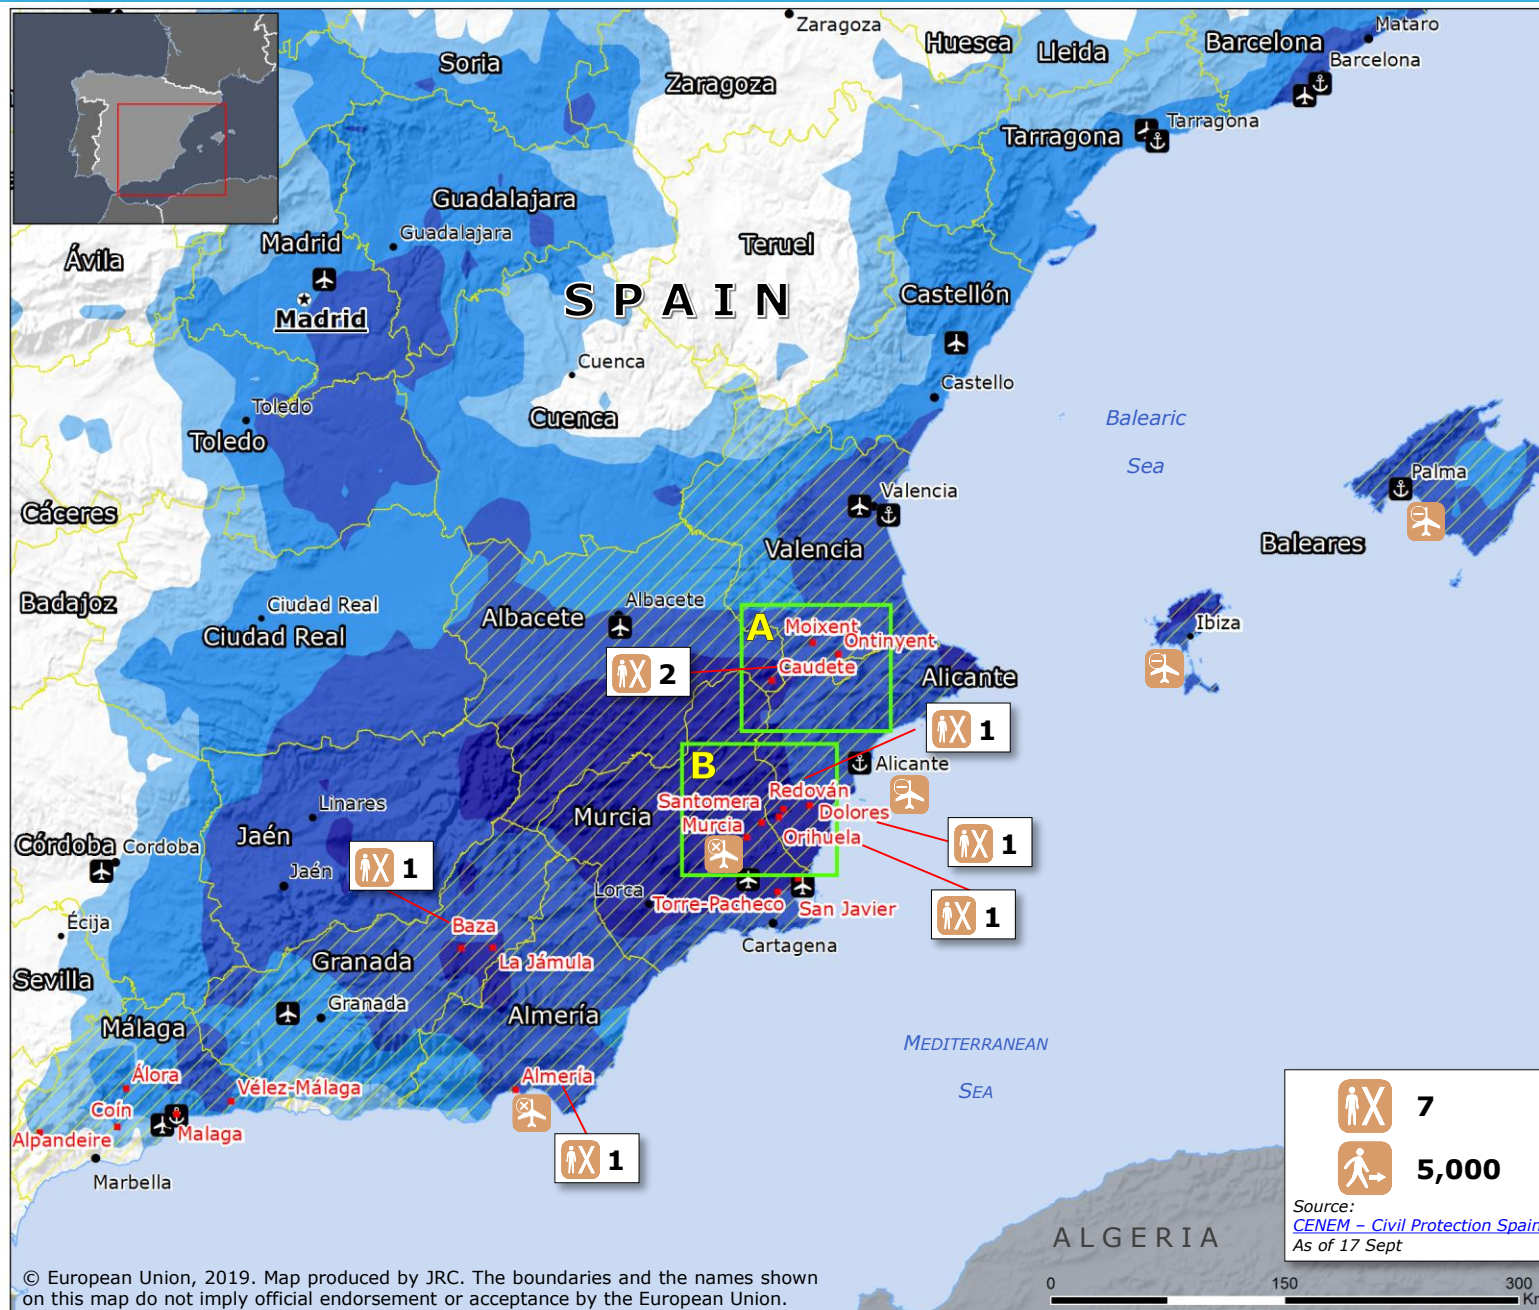 Zaragoza
Mataro
Huesca
Lleida
Barcelona
Barcelona
Soria
Zaragoza
Tarragona
Tarragona
Guadalajara
Guadalajara
Madrid
Teruel
Ávila
SPAIN
Castellón
Madrid
Cuenca
Castello
Toledo
Cuenca
Toledo
Balearic
Sea
Palma
Valencia
Cáceres
Valencia
Baleares
Badajoz
Ciudad Real
Albacete
Albacete
Ibiza
Ciudad Real
A
Moixent
Ontinyent
Caudete
2
Alicante
1
B
Alicante
Redován
Santomera
Linares
Murcia
Dolores
Jaén
Murcia
Orihuela
1
Córdoba
Cordoba
1
Jaén
Lorca
Torre-Pacheco
San Javier
1
Écija
Baza
Cartagena
Granada
La Jámula
Sevilla
Granada
Almería
Málaga
MEDITERRANEAN
SEA
Álora
Vélez-Málaga
Almería
Coín
Malaga
Alpandeire
Marbella
1
7
5,000
Source:
CENEM – Civil Protection Spain
As of 17 Sept
ALGERIA
© European Union, 2019. Map produced by JRC. The boundaries and the names shown
on this map do not imply official endorsement or acceptance by the European Union.
0 150 300
Km